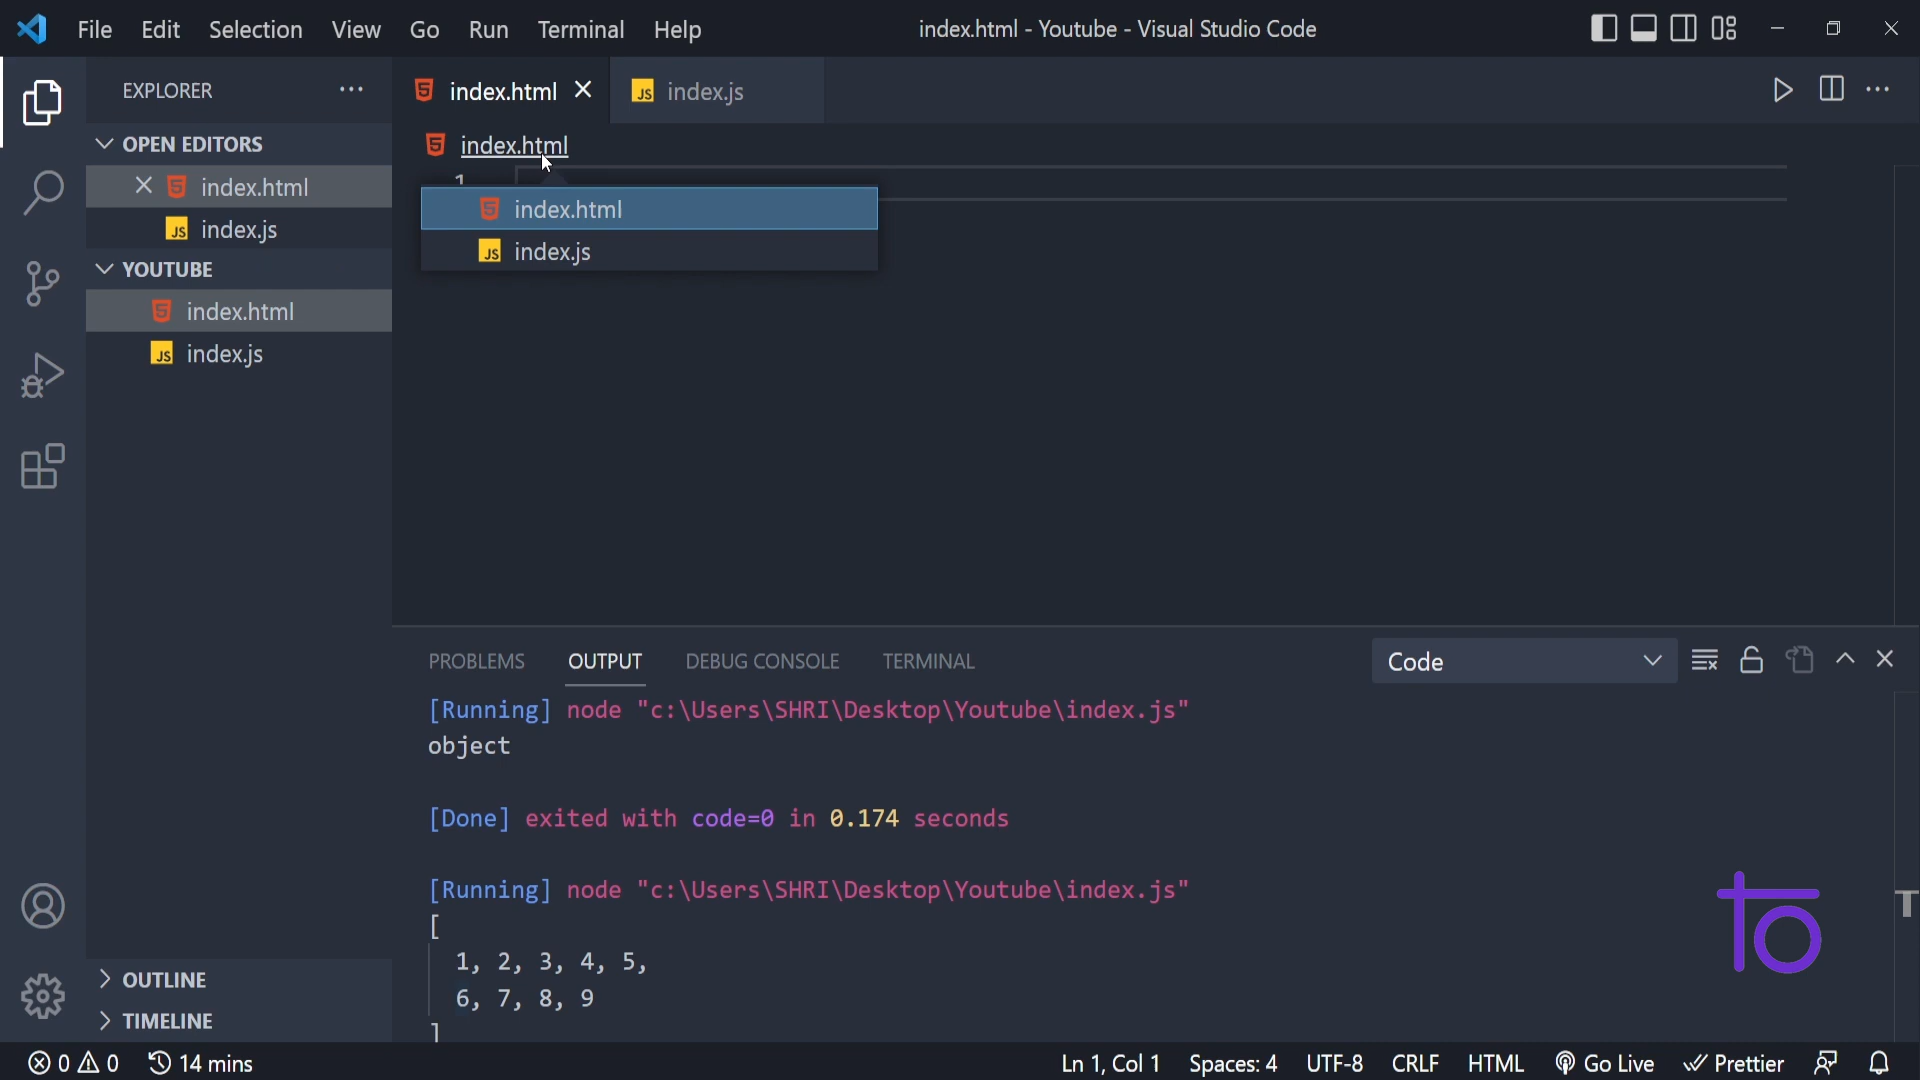 File Edit Selection View Go Run Terminal Help
index.html - Youtube - Visual Studio Code
EXPLORER
OPEN EDITORS
index.html
index.js
YOUTUBE
index.html
index.js
OUTLINE
TIMELINE
index.html
index.js
index.html
1
index.html
index.js
PROBLEMS OUTPUT DEBUG CONSOLE TERMINAL
Code
[Running] node "c:\Users\SHRI\Desktop\Youtube\index.js"
object
[Done] exited with code=0 in 0.174 seconds
[Running] node "c:\Users\SHRI\Desktop\Youtube\index.js"
[
1, 2, 3, 4, 5,
6, 7, 8, 9
]
0 0 14 mins
Ln 1, Col 1 Spaces: 4 UTF-8 CRLF HTML Go Live Prettier